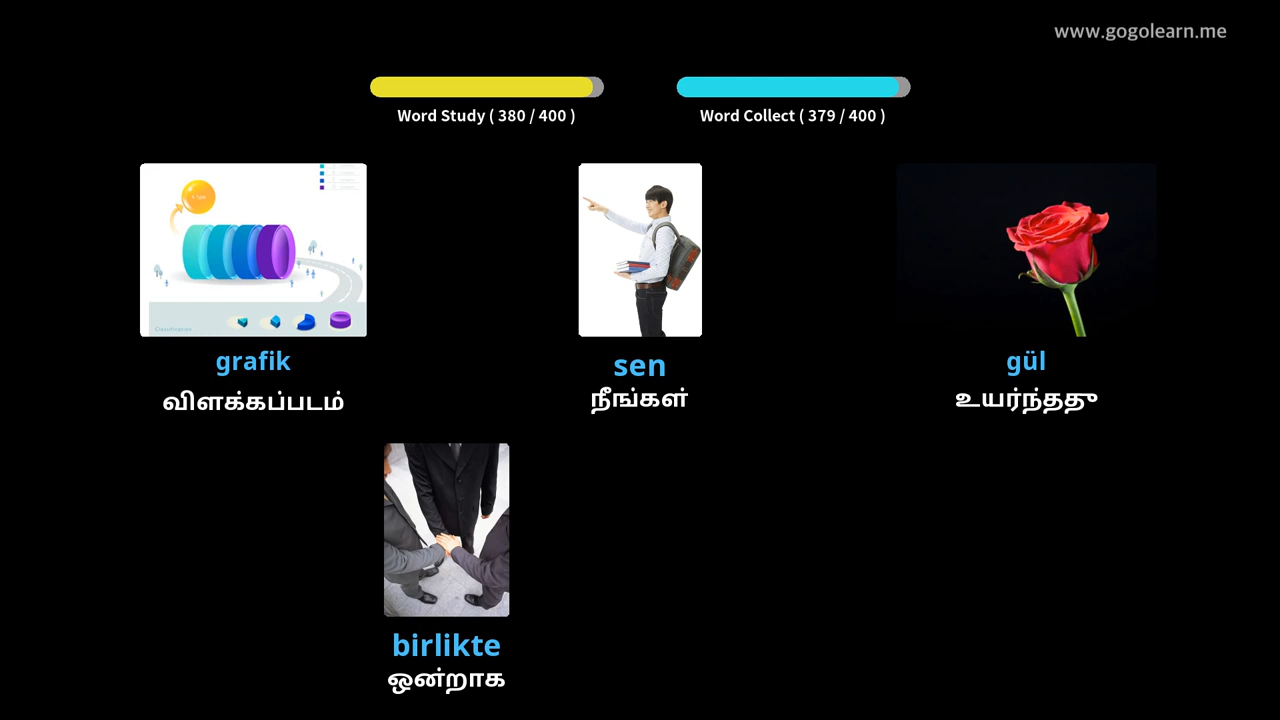 www.gogolearn.me
Word Study ( 380 / 400 )
Word Collect ( 379 / 400 )
grafik
விளக்கப்படம்
sen
நீங்கள்
gül
உயர்ந்தது
birlikte
ஒன்றாக